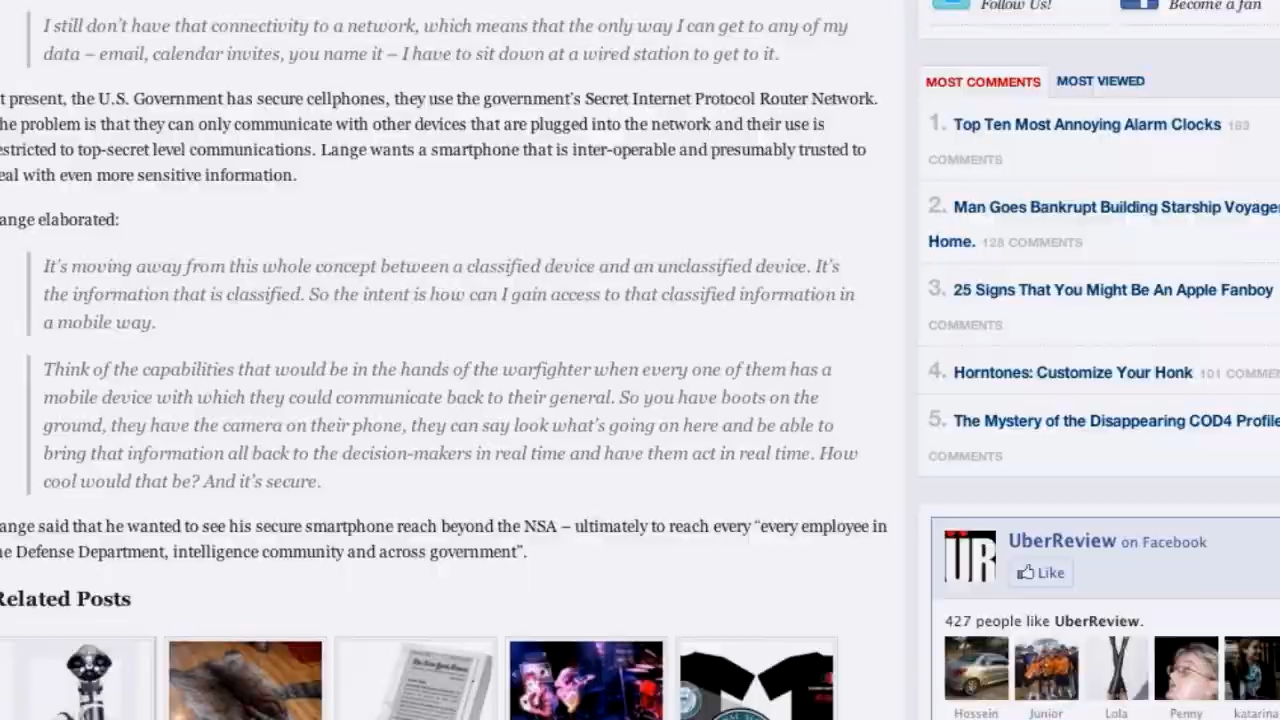 I still don't have that connectivity to a network, which means that the only way I can get to any of my
data – email, calendar invites, you name it – I have to sit down at a wired station to get to it.
t present, the U.S. Government has secure cellphones, they use the government's Secret Internet Protocol Router Network.
he problem is that they can only communicate with other devices that are plugged into the network and their use is
estricted to top-secret level communications. Lange wants a smartphone that is inter-operable and presumably trusted to
eal with even more sensitive information.
ange elaborated:
It's moving away from this whole concept between a classified device and an unclassified device. It's
the information that is classified. So the intent is how can I gain access to that classified information in
a mobile way.
Think of the capabilities that would be in the hands of the warfighter when every one of them has a
mobile device with which they could communicate back to their general. So you have boots on the
ground, they have the camera on their phone, they can say look what's going on here and be able to
bring that information all back to the decision-makers in real time and have them act in real time. How
cool would that be? And it's secure.
ange said that he wanted to see his secure smartphone reach beyond the NSA – ultimately to reach every "every employee in
he Defense Department, intelligence community and across government".
Related Posts
Follow Us!
Become a fan
MOST COMMENTS MOST VIEWED
1. Top Ten Most Annoying Alarm Clocks
COMMENTS
2. Man Goes Bankrupt Building Starship Voyager
Home. 128 COMMENTS
3. 25 Signs That You Might Be An Apple Fanboy
COMMENTS
4. Horntones: Customize Your Honk 101 COMMEN
5. The Mystery of the Disappearing COD4 Profile
COMMENTS
UR
UberReview on Facebook
Like
427 people like UberReview.
Hossein Junior Lola Penny katarina